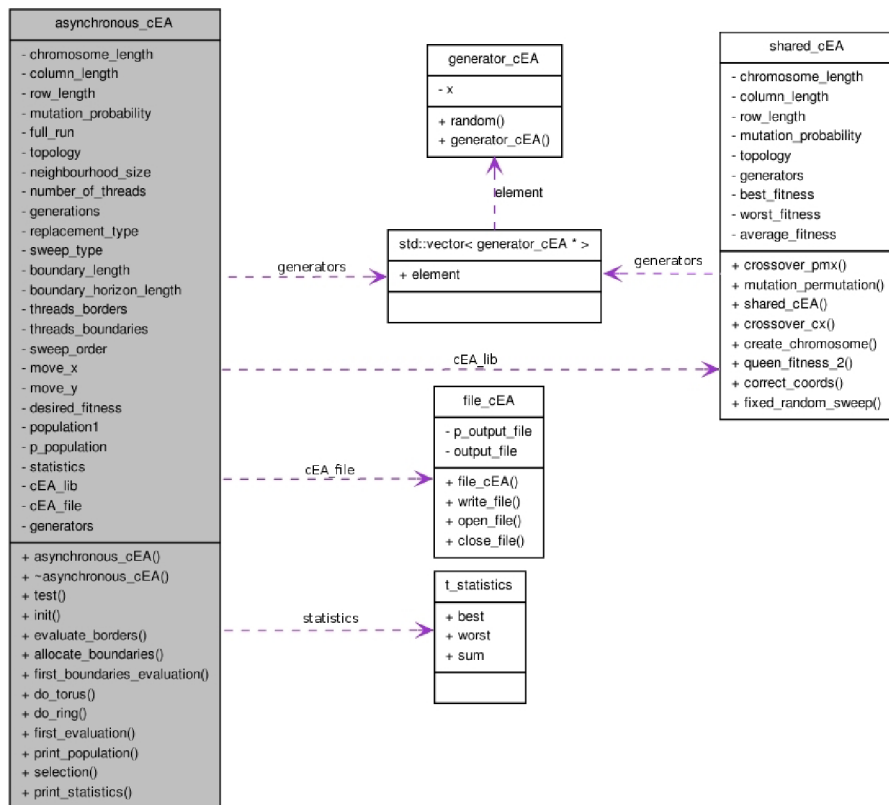 asynchronous_cEA
- chromosome_length
- column_length
- row_length
- mutation_probability
- full_run
- topology
- neighbourhood_size
- number_of_threads
- generations
- replacement_type
- sweep_type
- boundary_length
- boundary_horizon_length
- threads_borders
- threads_boundaries
- sweep_order
- move_x
- move_y
- desired_fitness
- population1
- p_population
- statistics
- cEA_lib
- cEA_file
- generators
+ asynchronous_cEA()
+ ~asynchronous_cEA()
+ test()
+ init()
+ evaluate_borders()
+ allocate_boundaries()
+ first_boundaries_evaluation()
+ do_torus()
+ do_ring()
+ first_evaluation()
+ print_population()
+ selection()
+ print_statistics()
generators
cEA_lib
cEA_file
statistics
generator_cEA
- x
+ random()
+ generator_cEA()
element
std::vector< generator_cEA * >
+ element
file_cEA
- p_output_file
- output_file
+ file_cEA()
+ write_file()
+ open_file()
+ close_file()
t_statistics
+ best
+ worst
+ sum
generators
shared_cEA
- chromosome_length
- column_length
- row_length
- mutation_probability
- topology
- generators
- best_fitness
- worst_fitness
- average_fitness
+ crossover_pmx()
+ mutation_permutation()
+ shared_cEA()
+ crossover_cx()
+ create_chromosome()
+ queen_fitness_2()
+ correct_coords()
+ fixed_random_sweep()